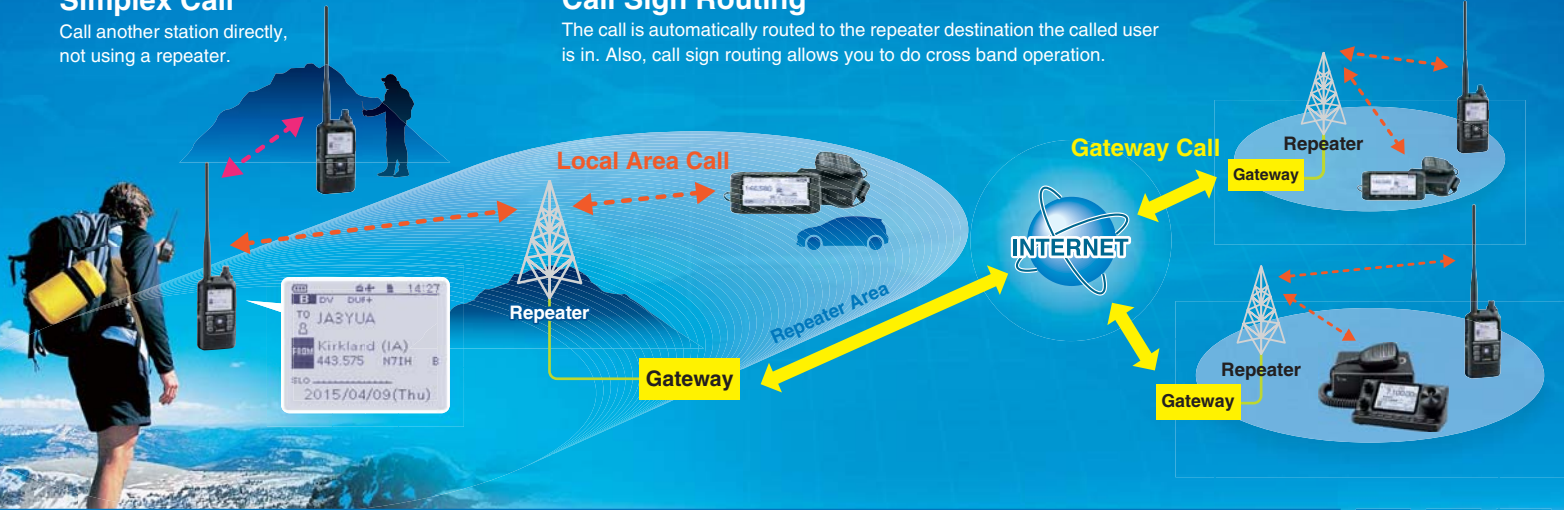 Simplex Call
Call another station directly,
not using a repeater.
Call Sign Routing
The call is automatically routed to the repeater destination the called user
is in. Also, call sign routing allows you to do cross band operation.
Local Area Call
Repeater
Gateway
Repeater Area
14:27
B DV DUP+
TO JA3YUA
8
FROM Kirkland (IA)
443.575 N7IH B
2015/04/09(Thu)
INTERNET
Gateway Call
Repeater
Gateway
Repeater
Gateway